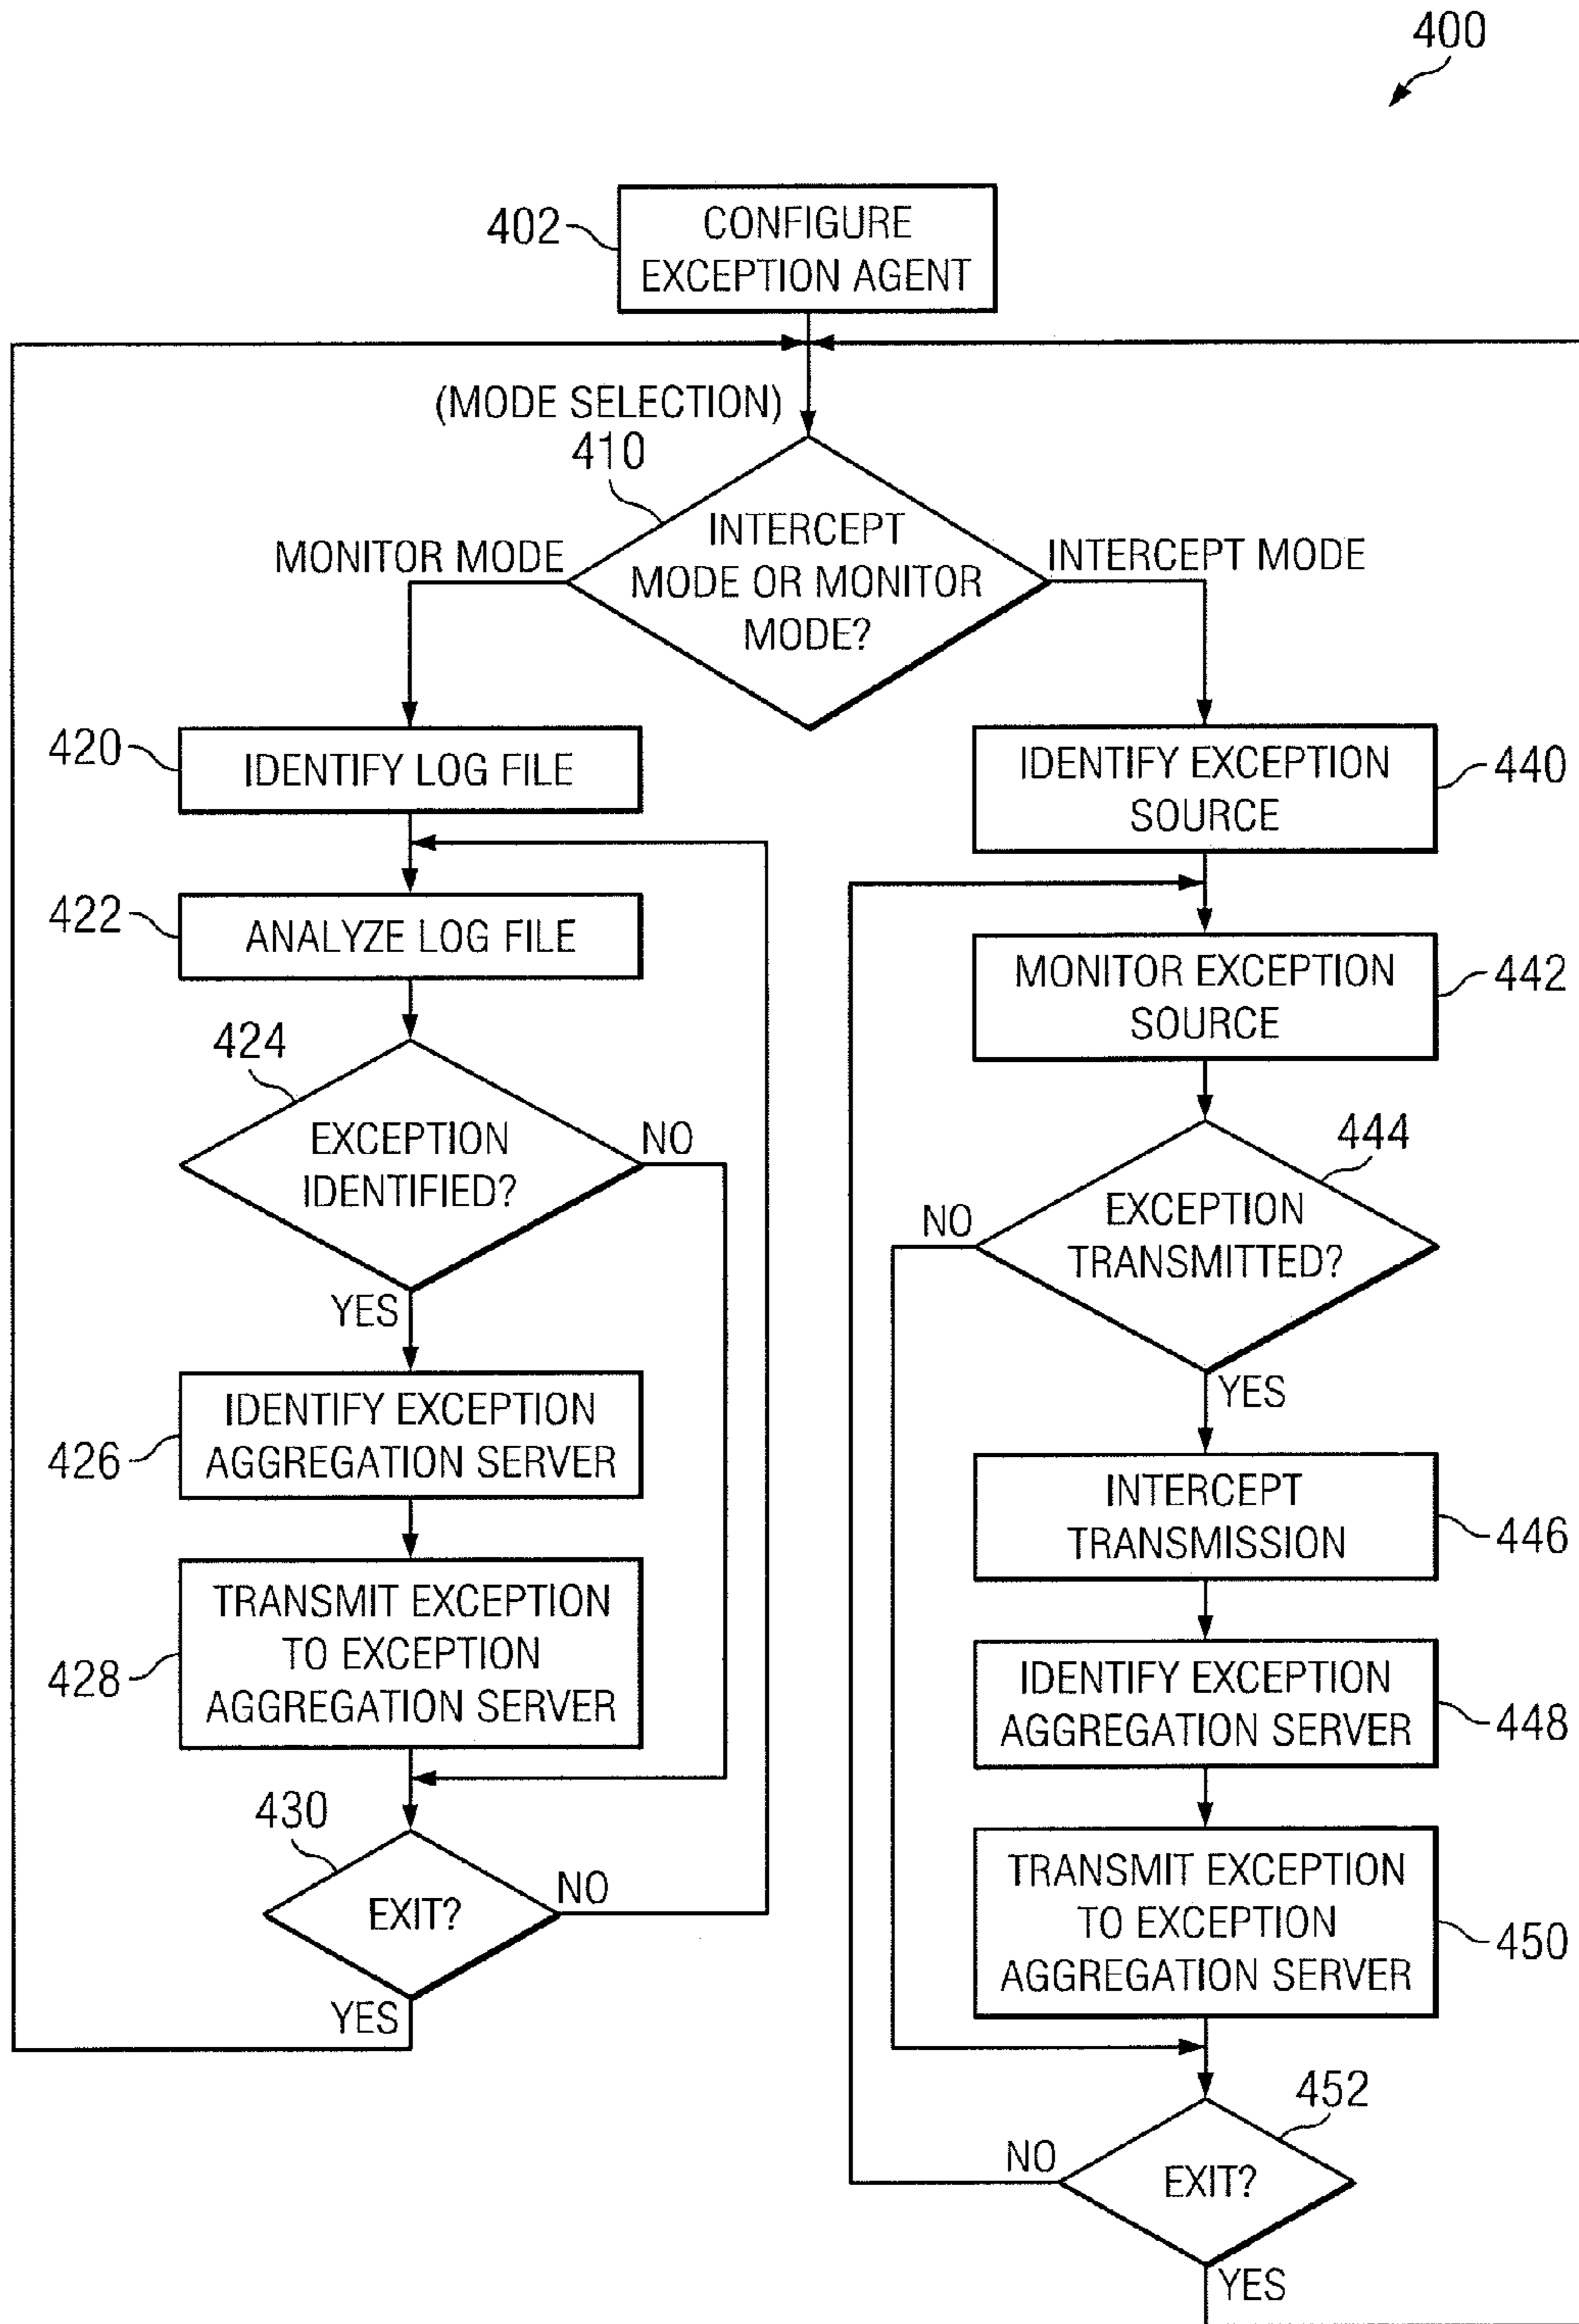 400
402
CONFIGURE
EXCEPTION AGENT
(MODE SELECTION)
410
INTERCEPT
MODE OR MONITOR
MODE?
MONITOR MODE
INTERCEPT MODE
420
IDENTIFY LOG FILE
422
ANALYZE LOG FILE
424
EXCEPTION
IDENTIFIED?
NO
YES
426
IDENTIFY EXCEPTION
AGGREGATION SERVER
428
TRANSMIT EXCEPTION
TO EXCEPTION
AGGREGATION SERVER
430
EXIT?
NO
YES
IDENTIFY EXCEPTION
SOURCE
440
MONITOR EXCEPTION
SOURCE
442
444
EXCEPTION
TRANSMITTED?
NO
YES
INTERCEPT
TRANSMISSION
446
IDENTIFY EXCEPTION
AGGREGATION SERVER
448
TRANSMIT EXCEPTION
TO EXCEPTION
AGGREGATION SERVER
450
452
EXIT?
NO
YES